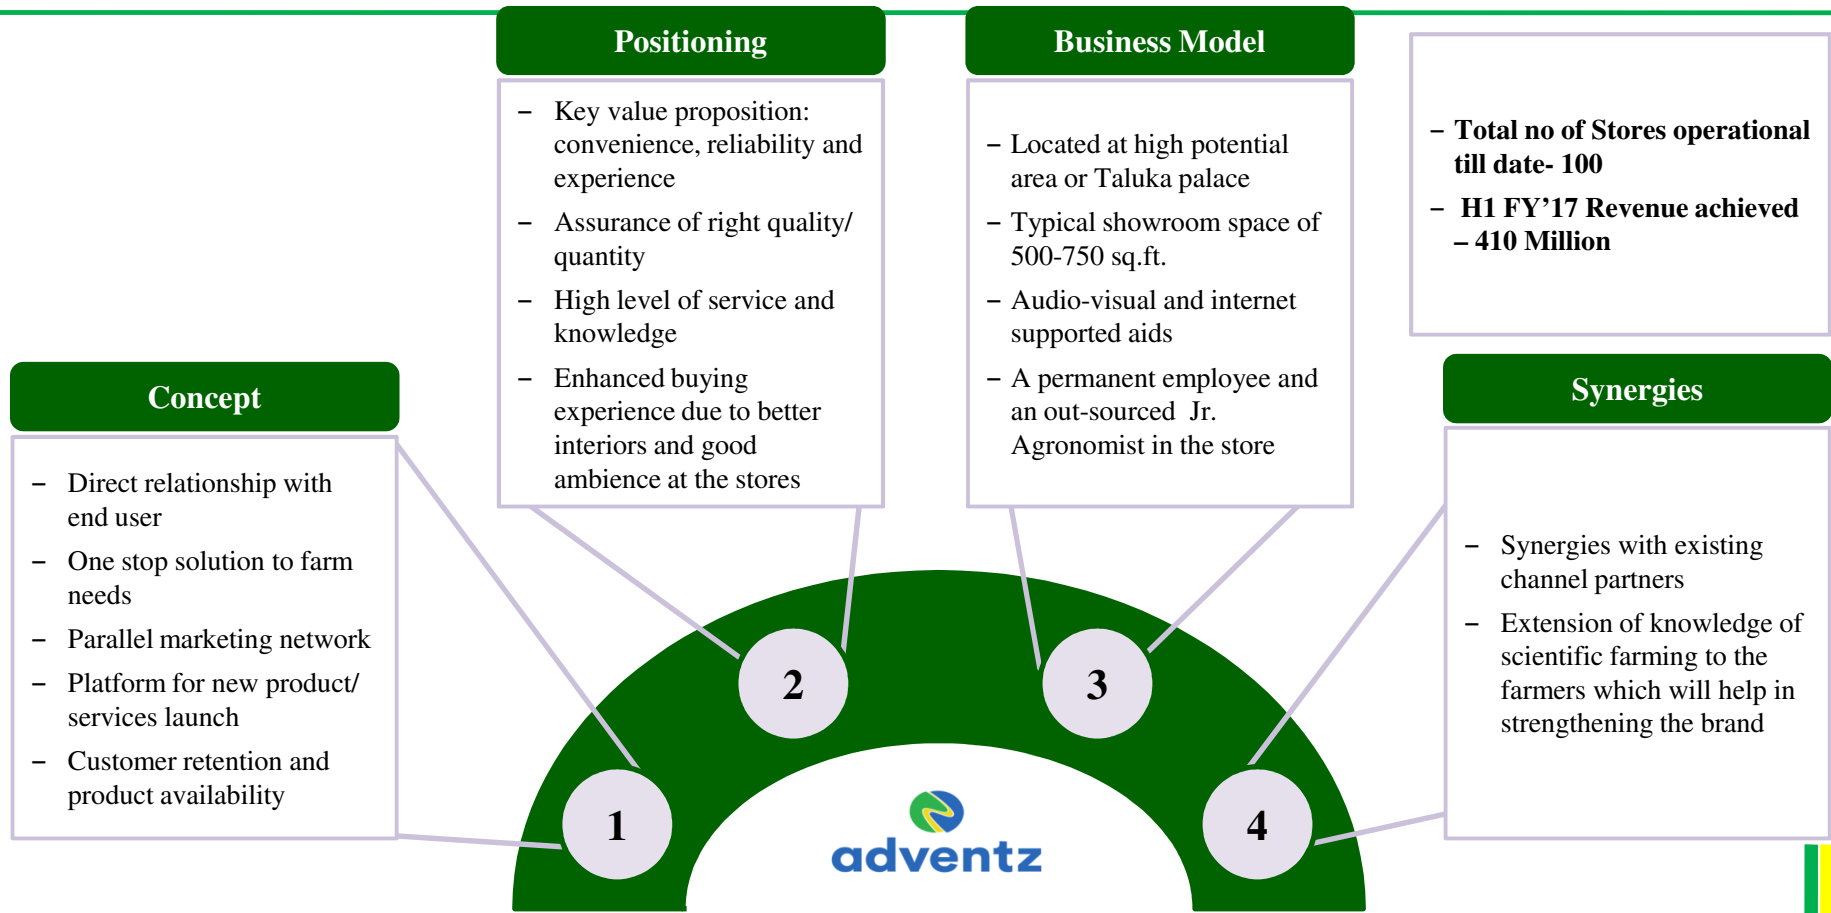 Positioning
– Key value proposition:
convenience, reliability and
experience
– Assurance of right quality/
quantity
– High level of service and
knowledge
– Enhanced buying
experience due to better
interiors and good
ambience at the stores
Business Model
– Located at high potential
area or Taluka palace
– Typical showroom space of
500-750 sq.ft.
– Audio-visual and internet
supported aids
– A permanent employee and
an out-sourced Jr.
Agronomist in the store
– Total no of Stores operational
till date- 100
– H1 FY’17 Revenue achieved
– 410 Million
Concept
– Direct relationship with
end user
– One stop solution to farm
needs
– Parallel marketing network
– Platform for new product/
services launch
– Customer retention and
product availability
Synergies
– Synergies with existing
channel partners
– Extension of knowledge of
scientific farming to the
farmers which will help in
strengthening the brand
1
2
3
4
adventz